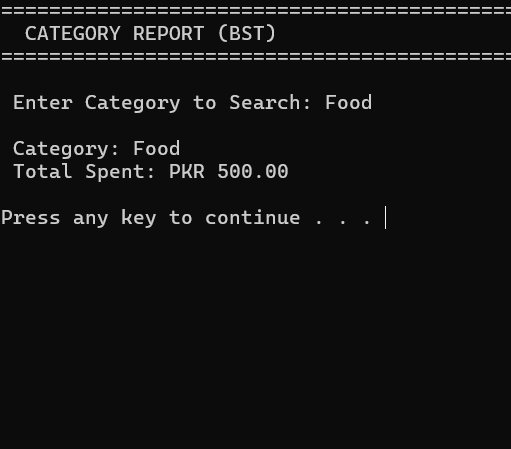 ===========================================
CATEGORY REPORT (BST)
===========================================
Enter Category to Search: Food
Category: Food
Total Spent: PKR 500.00
Press any key to continue . . .